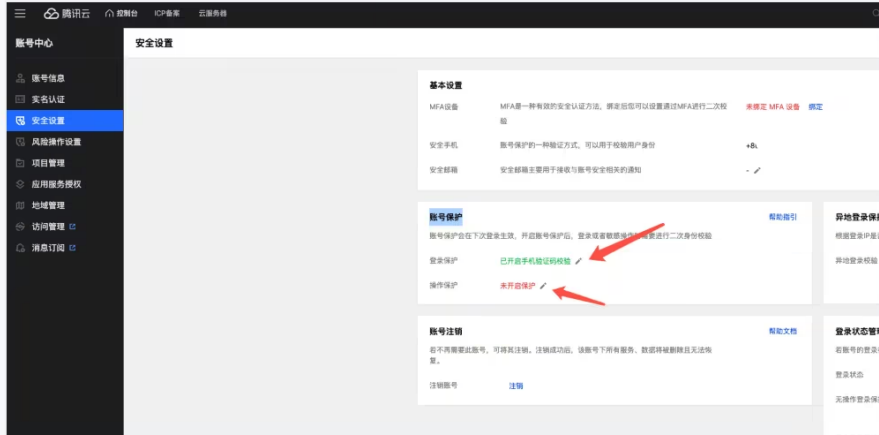 腾讯云 控制台 ICP备案 云服务器
账号中心
账号信息
实名认证
安全设置
风险操作设置
项目管理
应用服务授权
地域管理
访问管理
消息订阅
安全设置
基本设置
MFA设备 MFA是一种有效的安全认证方法，绑定后您可以设置通过MFA进行二次校 未绑定 MFA 设备 绑定
验
安全手机 账号保护的一种验证方式，可以用于校验用户身份 +8
安全邮箱 安全邮箱主要用于接收与账号安全相关的通知 -
账号保护 帮助指引
账号保护会在下次登录生效，开启账号保护后，登录或者敏感操作需要进行二次身份校验
登录保护 已开启手机验证码校验
操作保护 未开启保护
异地登录保
根据登录IP是
异地登录校验
账号注销 帮助文档
若不再需要此账号，可将其注销。注销成功后，该账号下所有服务、数据将被删除且无法恢
复。
注销账号 注销
登录状态管
若账号的登录
登录状态
无操作登录保